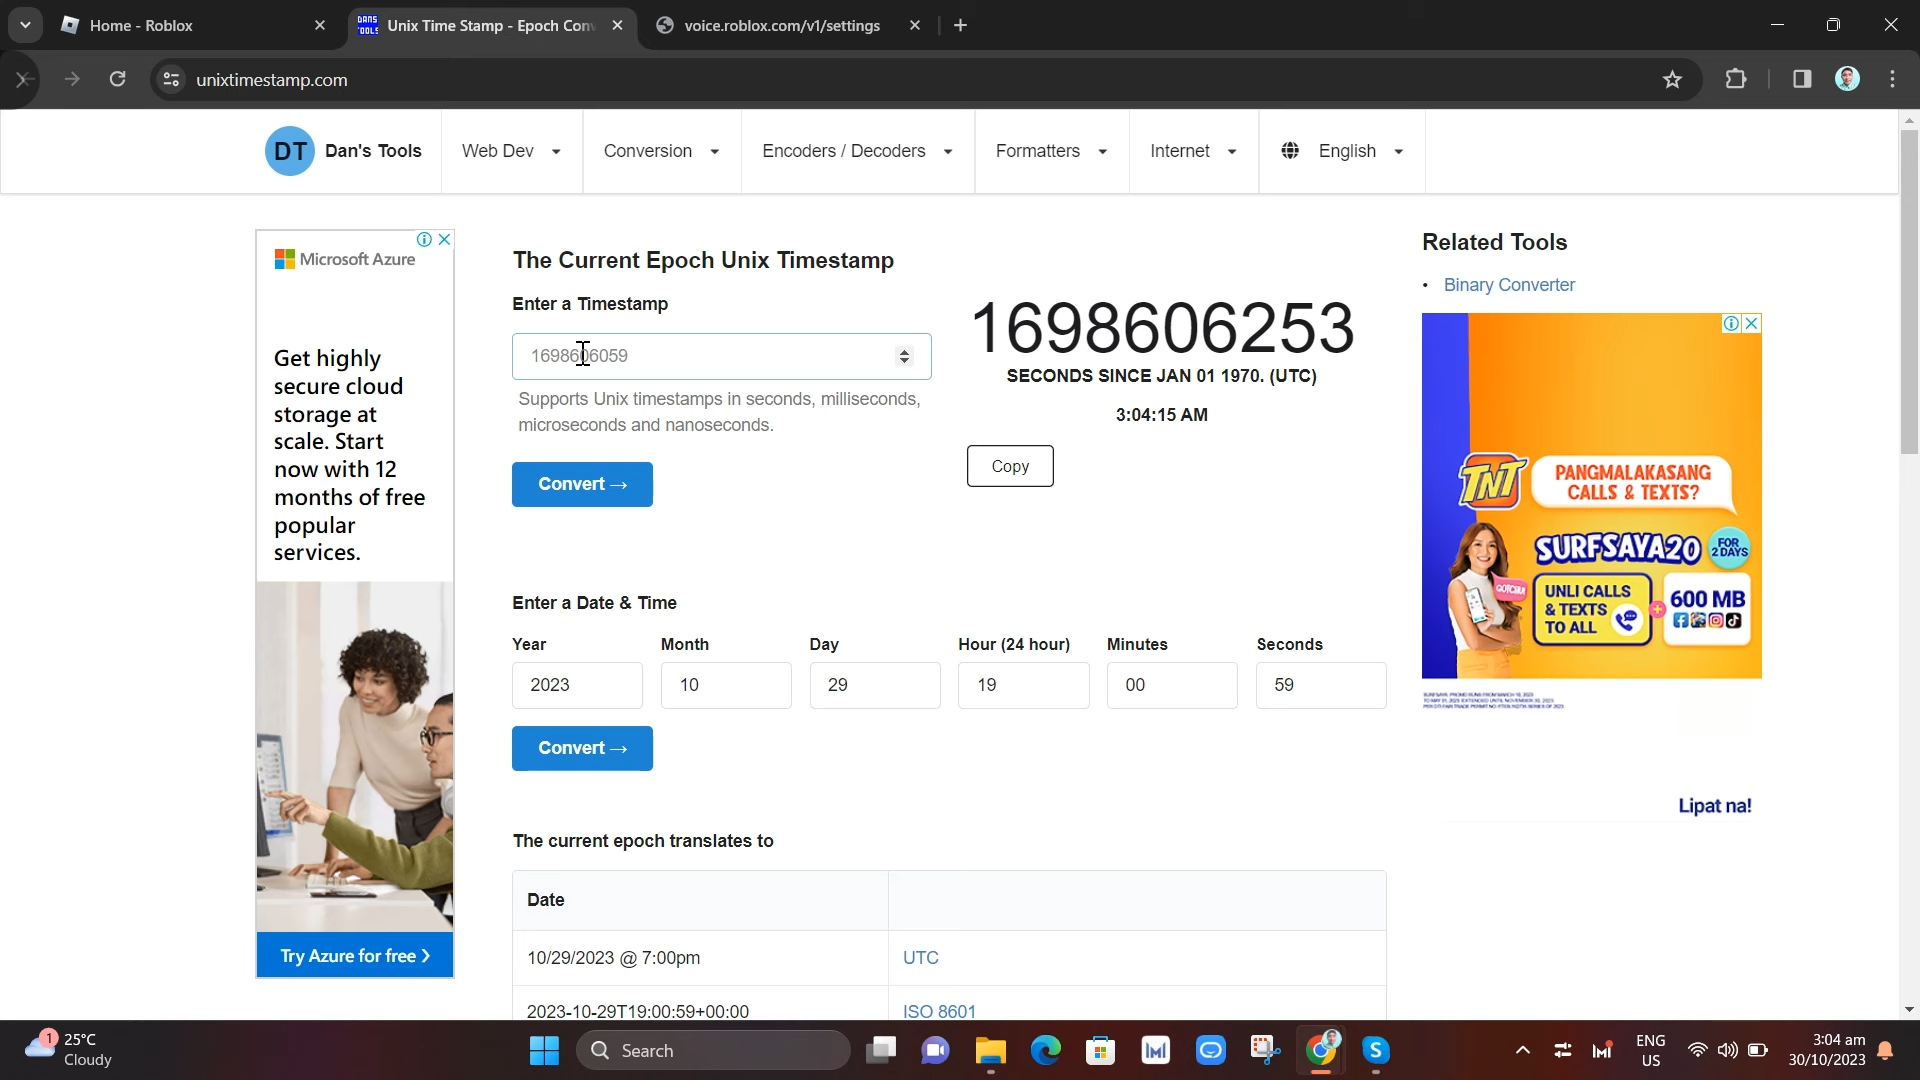 Home - Roblox
Unix Time Stamp - Epoch Con
voice.roblox.com/v1/settings
unixtimestamp.com
DT Dan's Tools
Web Dev
Conversion
Encoders / Decoders
Formatters
Internet
English
Microsoft Azure
Get highly
secure cloud
storage at
scale. Start
now with 12
months of free
popular
services.
Try Azure for free
The Current Epoch Unix Timestamp
Enter a Timestamp
1698606059
Supports Unix timestamps in seconds, milliseconds,
microseconds and nanoseconds.
Convert →
1698606253
SECONDS SINCE JAN 01 1970. (UTC)
3:04:15 AM
Copy
Enter a Date & Time
Year Month Day Hour (24 hour) Minutes Seconds
2023 10 29 19 00 59
Convert →
The current epoch translates to
Date
10/29/2023 @ 7:00pm UTC
2023-10-29T19:00:59+00:00 ISO 8601
Related Tools
• Binary Converter
TNT
PANGMALAKASANG
CALLS & TEXTS?
SURFSAYA20
FOR
2 DAYS
GOTCHA!
UNLI CALLS
& TEXTS
TO ALL
+
600 MB
Lipat na!
1
25°C
Cloudy
Search
ENG
US
3:04 am
30/10/2023